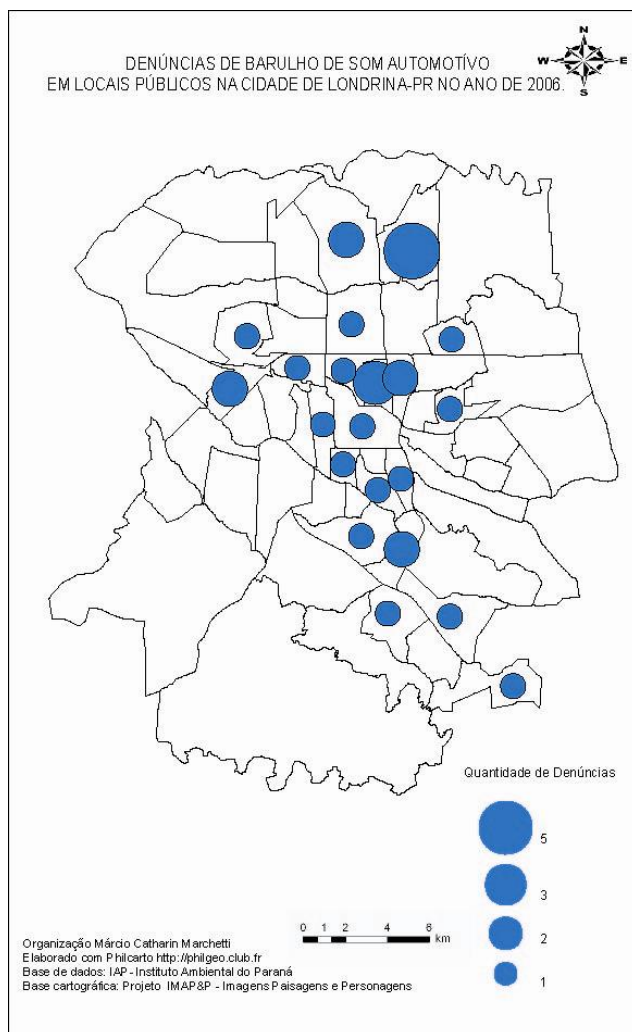 N
DENÚNCIAS DE BARULHO DE SOM AUTOMOTÍVO
W E
EM LOCAIS PÚBLICOS NA CIDADE DE LONDRINA-PR NO ANO DE 2006.
S
Quantidade de Denúncias
5
3
2
1
0 1 2 4 6
km
Organização Márcio Catharin Marchetti
Elaborado com Philcarto http://philgeo.club.fr
Base de dados: IAP - Instituto Ambiental do Paraná
Base cartográfica: Projeto IMAP&P - Imagens Paisagens e Personagens